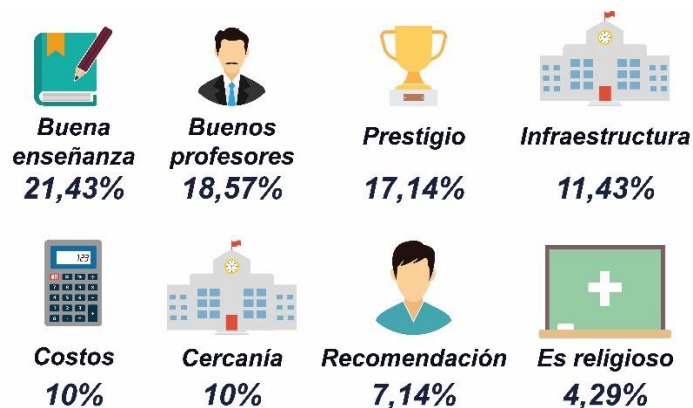 Buena enseñanza
21,43%
Buenos profesores
18,57%
Prestigio
17,14%
Infraestructura
11,43%
123
Costos
10%
Cercanía
10%
Recomendación
7,14%
Es religioso
4,29%